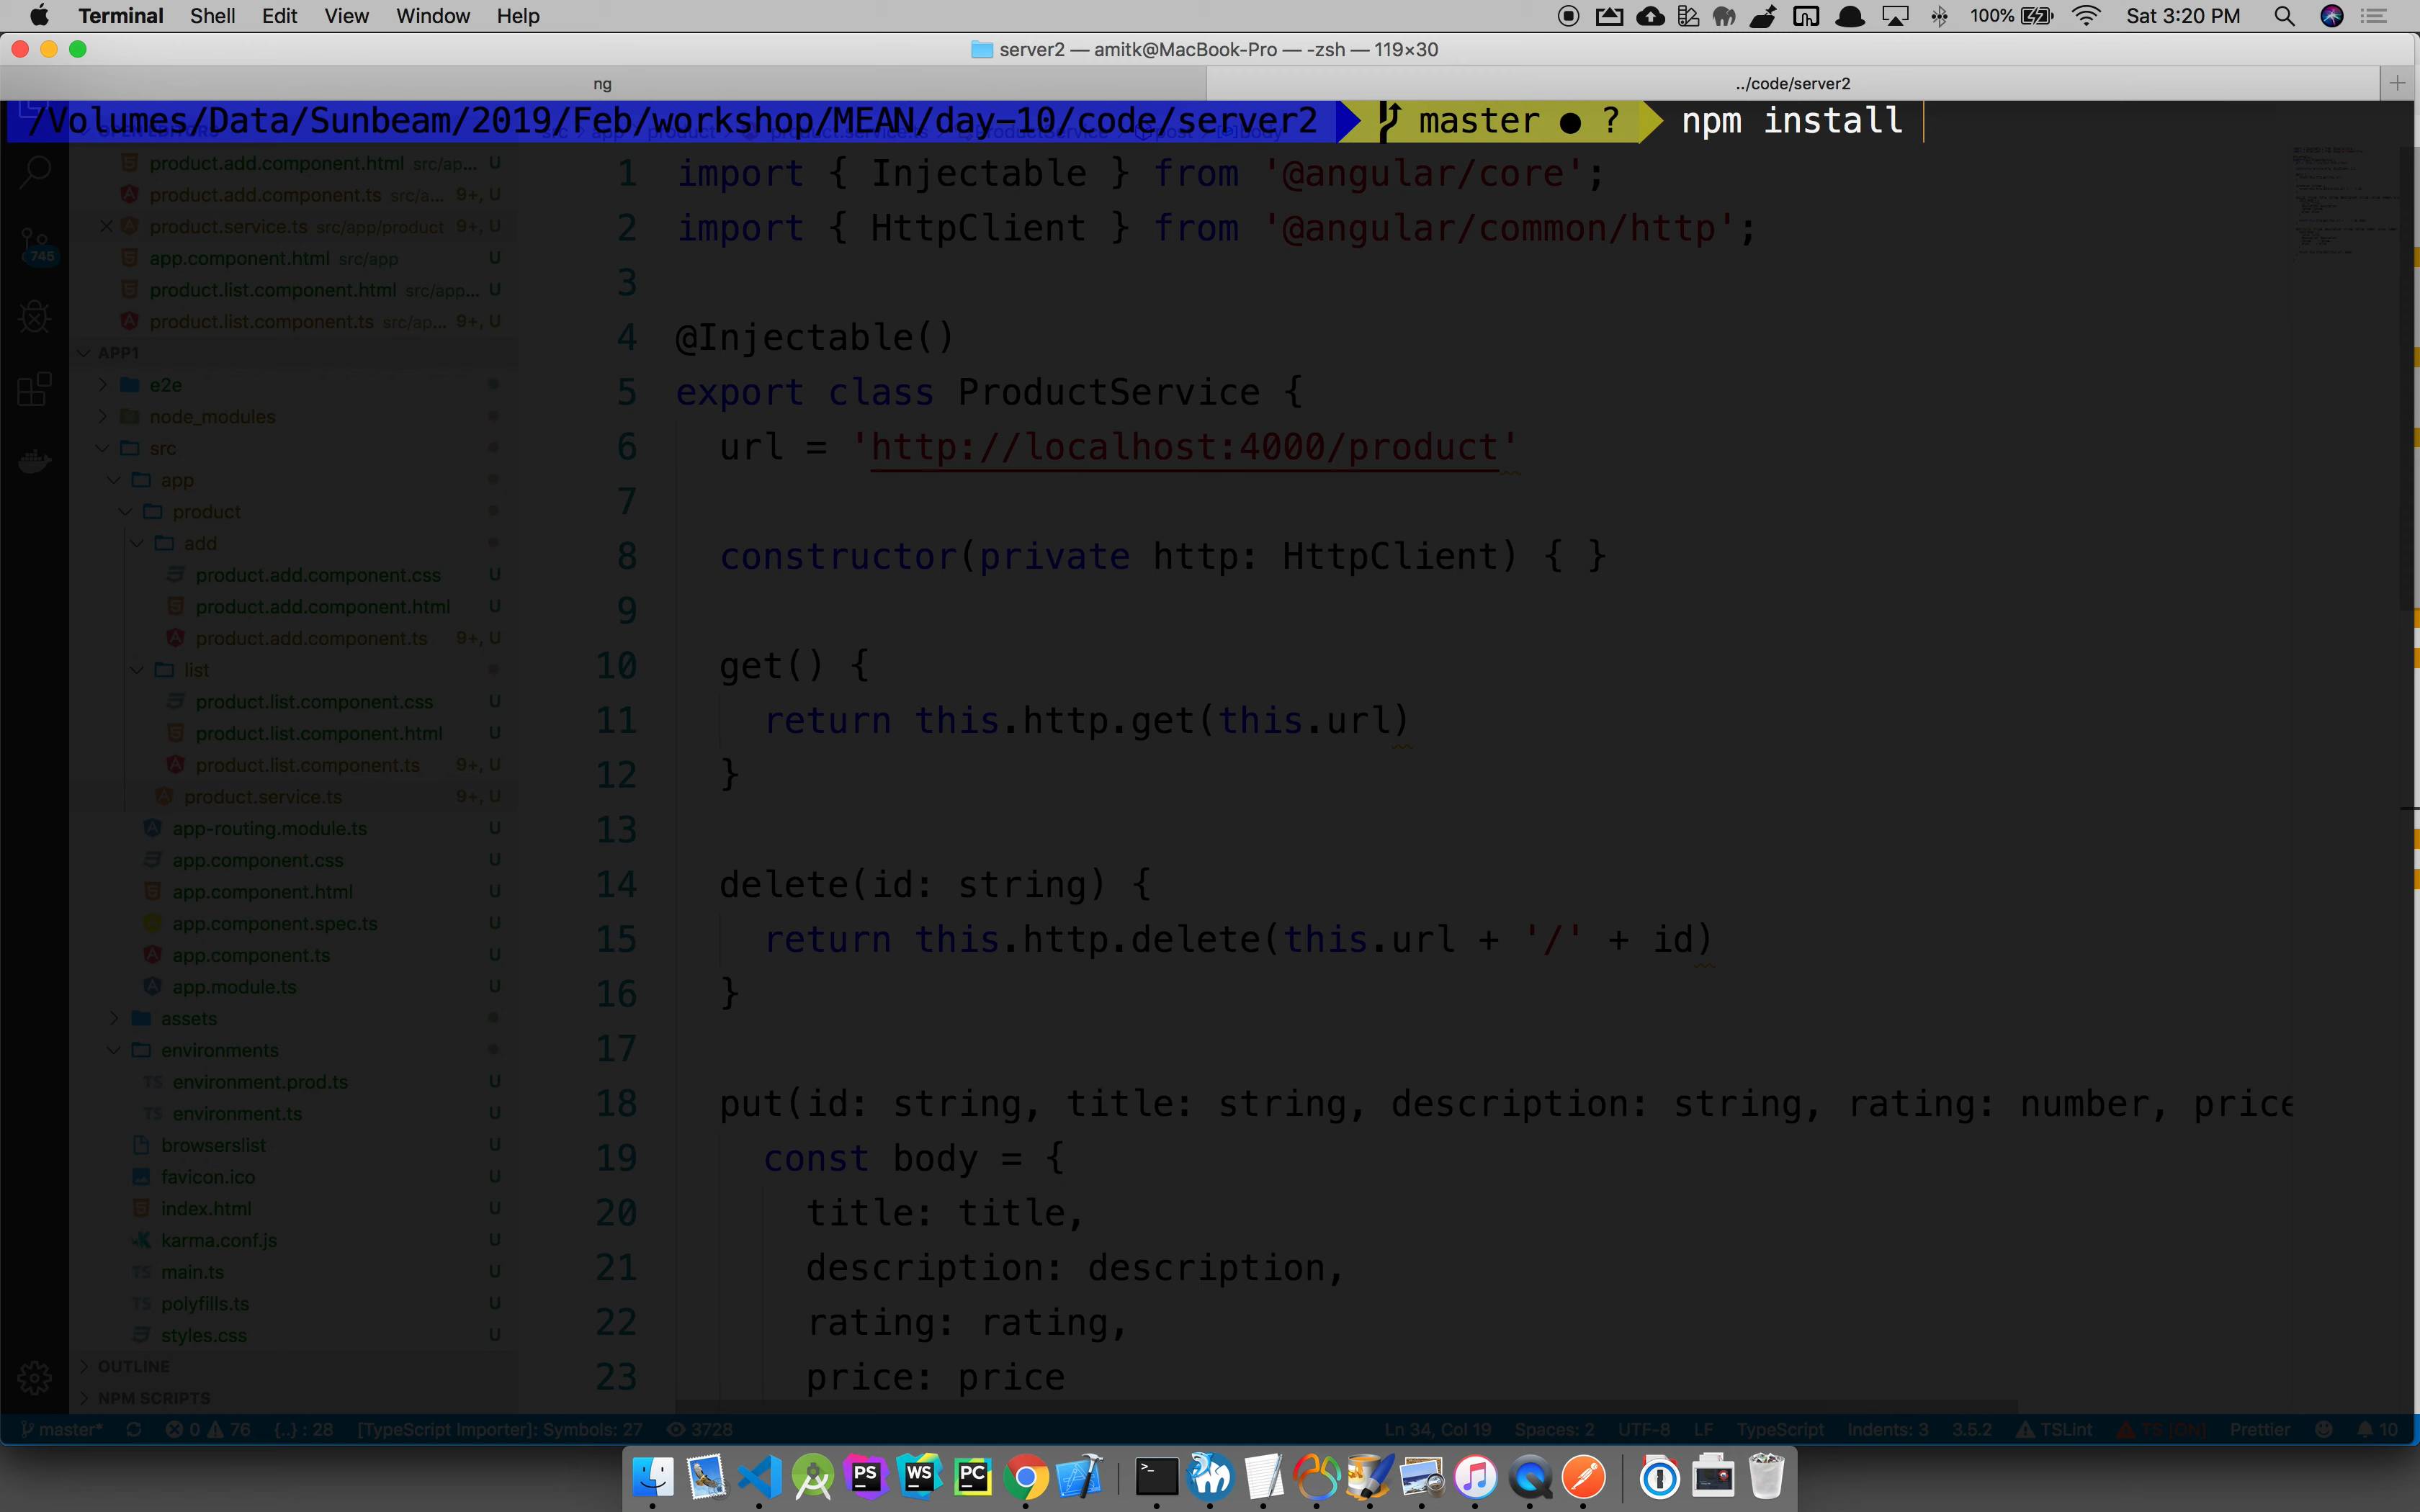 Terminal Shell Edit View Window Help 100% Sat 3:20 PM
server2 — amitk@MacBook-Pro — -zsh — 119×30
ng ../code/server2
/Volumes/Data/Sunbeam/2019/Feb/workshop/MEAN/day-10/code/server2 master ● ? npm install
product.add.component.html src/ap... U
product.add.component.ts src/a... 9+, U
product.service.ts src/app/product 9+, U
app.component.html src/app U
product.list.component.html src/app... U
product.list.component.ts src/ap... 9+, U
745
APP1
e2e
node_modules
src
app
product
add
product.add.component.css U
product.add.component.html U
product.add.component.ts 9+, U
list
product.list.component.css U
product.list.component.html U
product.list.component.ts 9+, U
product.service.ts 9+, U
app-routing.module.ts U
app.component.css U
app.component.html U
app.component.spec.ts U
app.component.ts U
app.module.ts U
assets
environments
environment.prod.ts U
environment.ts U
browserslist U
favicon.ico U
index.html U
karma.conf.js U
main.ts U
polyfills.ts U
styles.css U
OUTLINE
NPM SCRIPTS
1 import { Injectable } from '@angular/core';
2 import { HttpClient } from '@angular/common/http';
3
4 @Injectable()
5 export class ProductService {
6 url = 'http://localhost:4000/product'
7
8 constructor(private http: HttpClient) { }
9
10 get() {
11 return this.http.get(this.url)
12 }
13
14 delete(id: string) {
15 return this.http.delete(this.url + '/' + id)
16 }
17
18 put(id: string, title: string, description: string, rating: number, price
19 const body = {
20 title: title,
21 description: description,
22 rating: rating,
23 price: price
master* 0 76 {..} : 28 [TypeScript Importer]: Symbols: 27 3728 Ln 34, Col 19 Spaces: 2 UTF-8 LF TypeScript Indents: 3 3.5.2 TSLint TS [ON] Prettier 10
PS WS PC